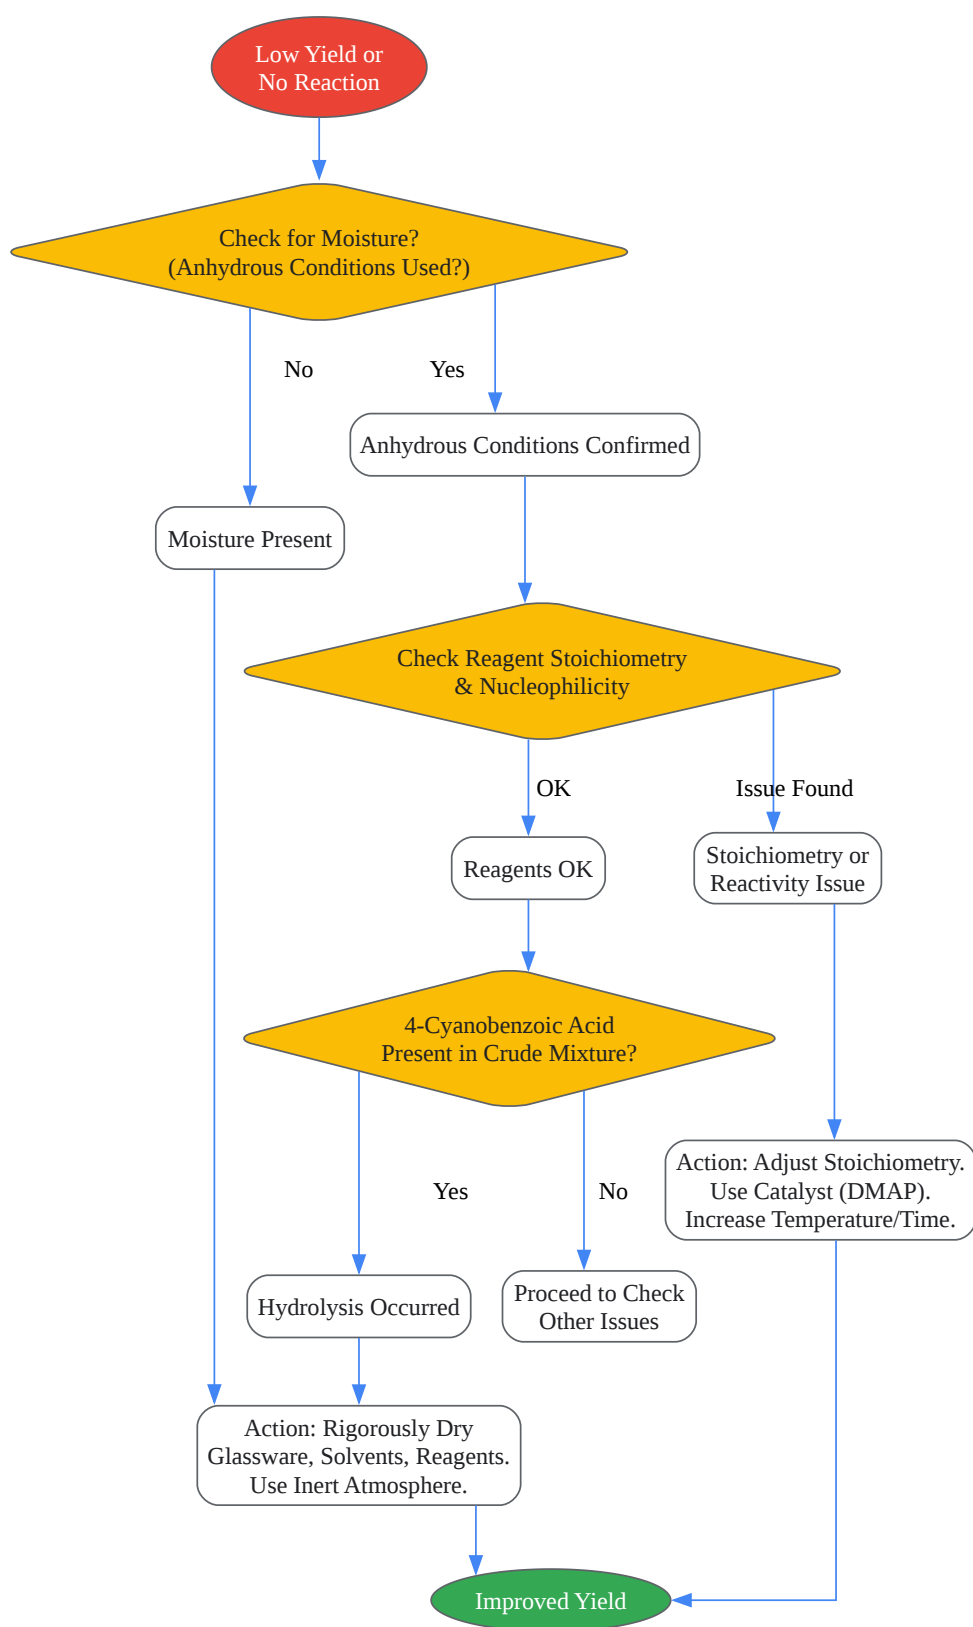 Low Yield or
No Reaction
Check for Moisture?
(Anhydrous Conditions Used?)
No
Yes
Anhydrous Conditions Confirmed
Moisture Present
Check Reagent Stoichiometry
& Nucleophilicity
OK
Issue Found
Reagents OK
Stoichiometry or
Reactivity Issue
4-Cyanobenzoic Acid
Present in Crude Mixture?
Yes
No
Action: Adjust Stoichiometry.
Use Catalyst (DMAP).
Increase Temperature/Time.
Hydrolysis Occurred
Proceed to Check
Other Issues
Action: Rigorously Dry
Glassware, Solvents, Reagents.
Use Inert Atmosphere.
Improved Yield